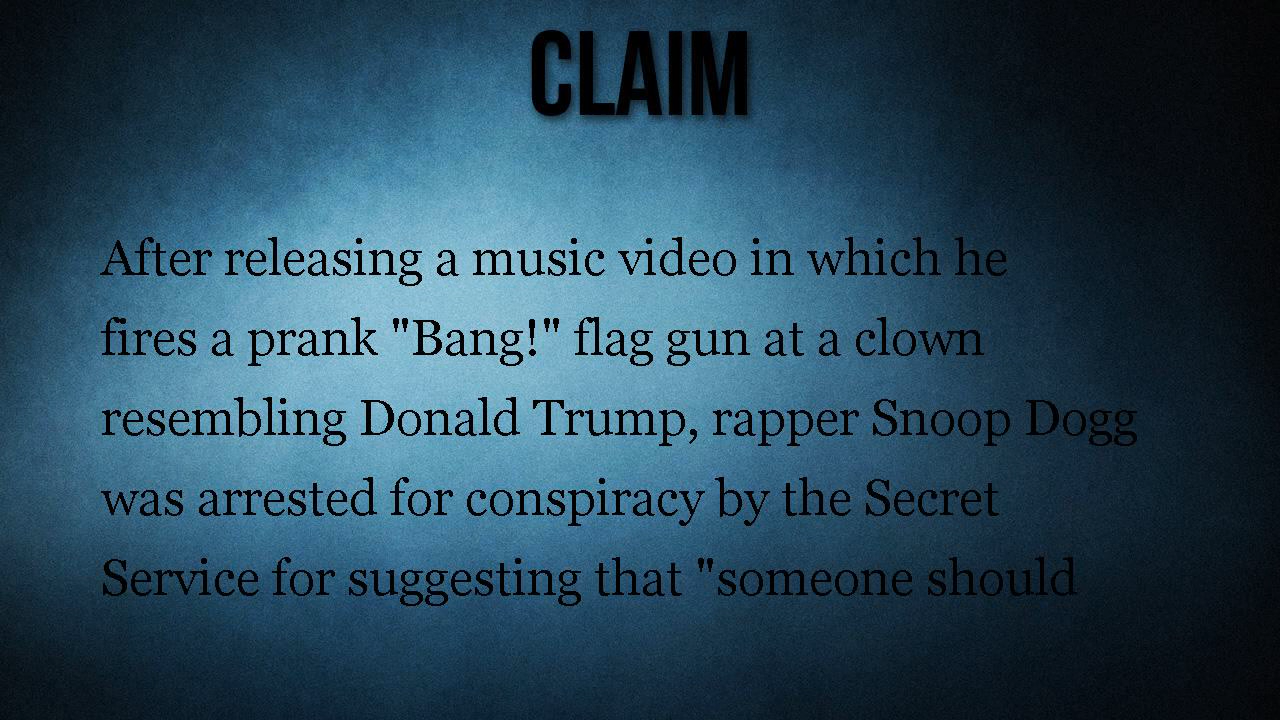 CLAIM
After releasing a music video in which he
fires a prank "Bang!" flag gun at a clown
resembling Donald Trump, rapper Snoop Dogg
was arrested for conspiracy by the Secret
Service for suggesting that "someone should